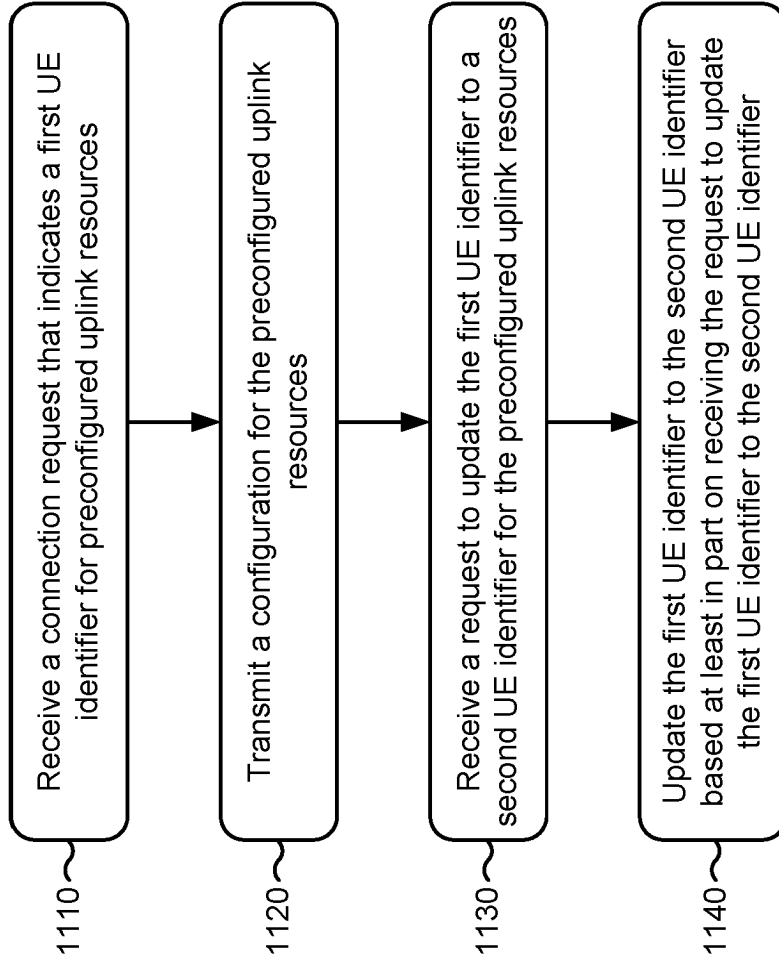 1110
Receive a connection request that indicates a first UE
identifier for preconfigured uplink resources
1120
Transmit a configuration for the preconfigured uplink
resources
1130
Receive a request to update the first UE identifier to a
second UE identifier for the preconfigured uplink resources
1140
Update the first UE identifier to the second UE identifier
based at least in part on receiving the request to update
the first UE identifier to the second UE identifier